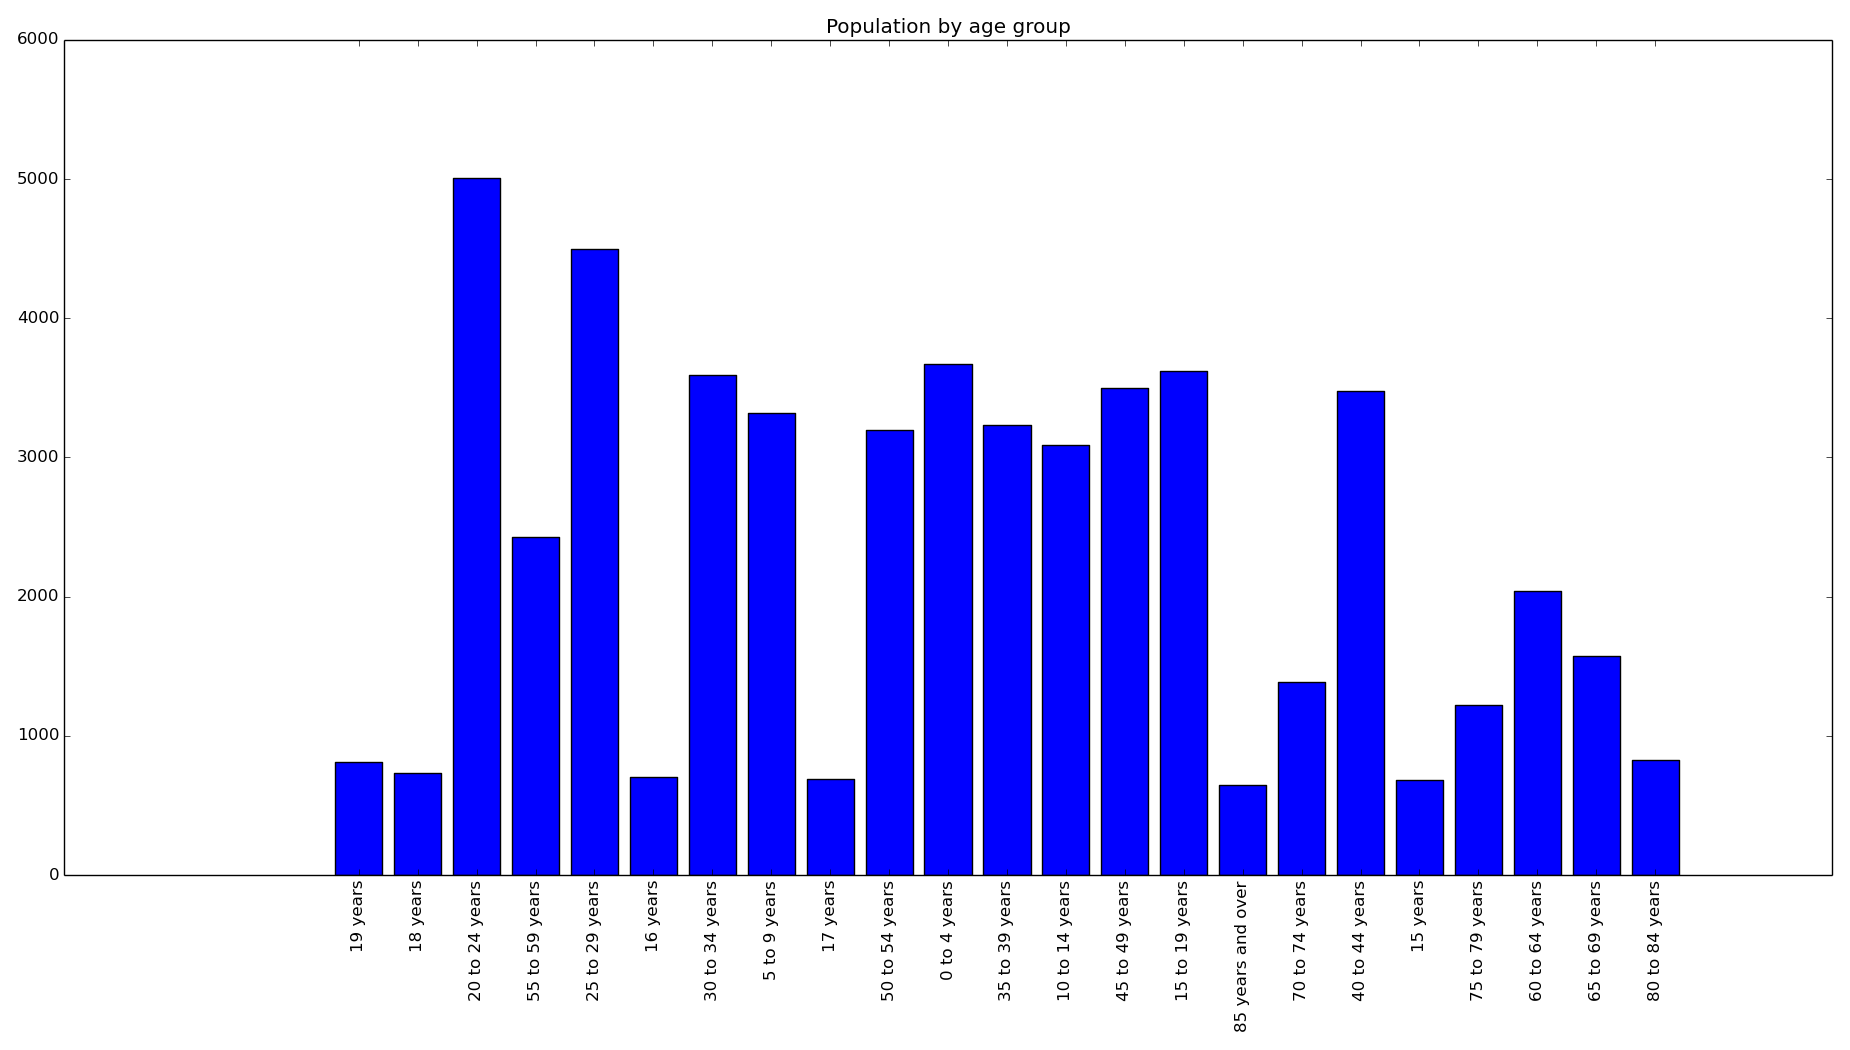 Population by age group
6000
5000
4000
3000
2000
1000
0
19 years
18 years
20 to 24 years
55 to 59 years
25 to 29 years
16 years
30 to 34 years
5 to 9 years
17 years
50 to 54 years
0 to 4 years
35 to 39 years
10 to 14 years
45 to 49 years
15 to 19 years
85 years and over
70 to 74 years
40 to 44 years
15 years
75 to 79 years
60 to 64 years
65 to 69 years
80 to 84 years